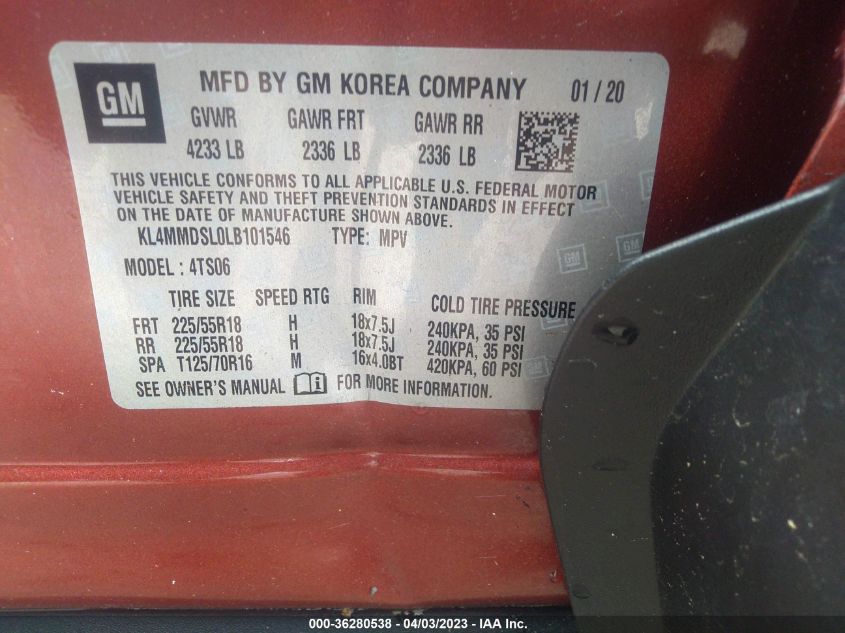 GM
MFD BY GM KOREA COMPANY 01 / 20
GVWR GAWR FRT GAWR RR
4233 LB 2336 LB 2336 LB
THIS VEHICLE CONFORMS TO ALL APPLICABLE U.S. FEDERAL MOTOR
VEHICLE SAFETY AND THEFT PREVENTION STANDARDS IN EFFECT
ON THE DATE OF MANUFACTURE SHOWN ABOVE.
KL4MMDSL0LB101546 TYPE: MPV
MODEL : 4TS06
TIRE SIZE SPEED RTG RIM COLD TIRE PRESSURE
FRT 225/55R18 H 18x7.5J 240KPA, 35 PSI
RR 225/55R18 H 18x7.5J 240KPA, 35 PSI
SPA T125/70R16 M 16x4.0BT 420KPA, 60 PSI
SEE OWNER'S MANUAL FOR MORE INFORMATION.
000-36280538 - 04/03/2023 - IAA Inc.